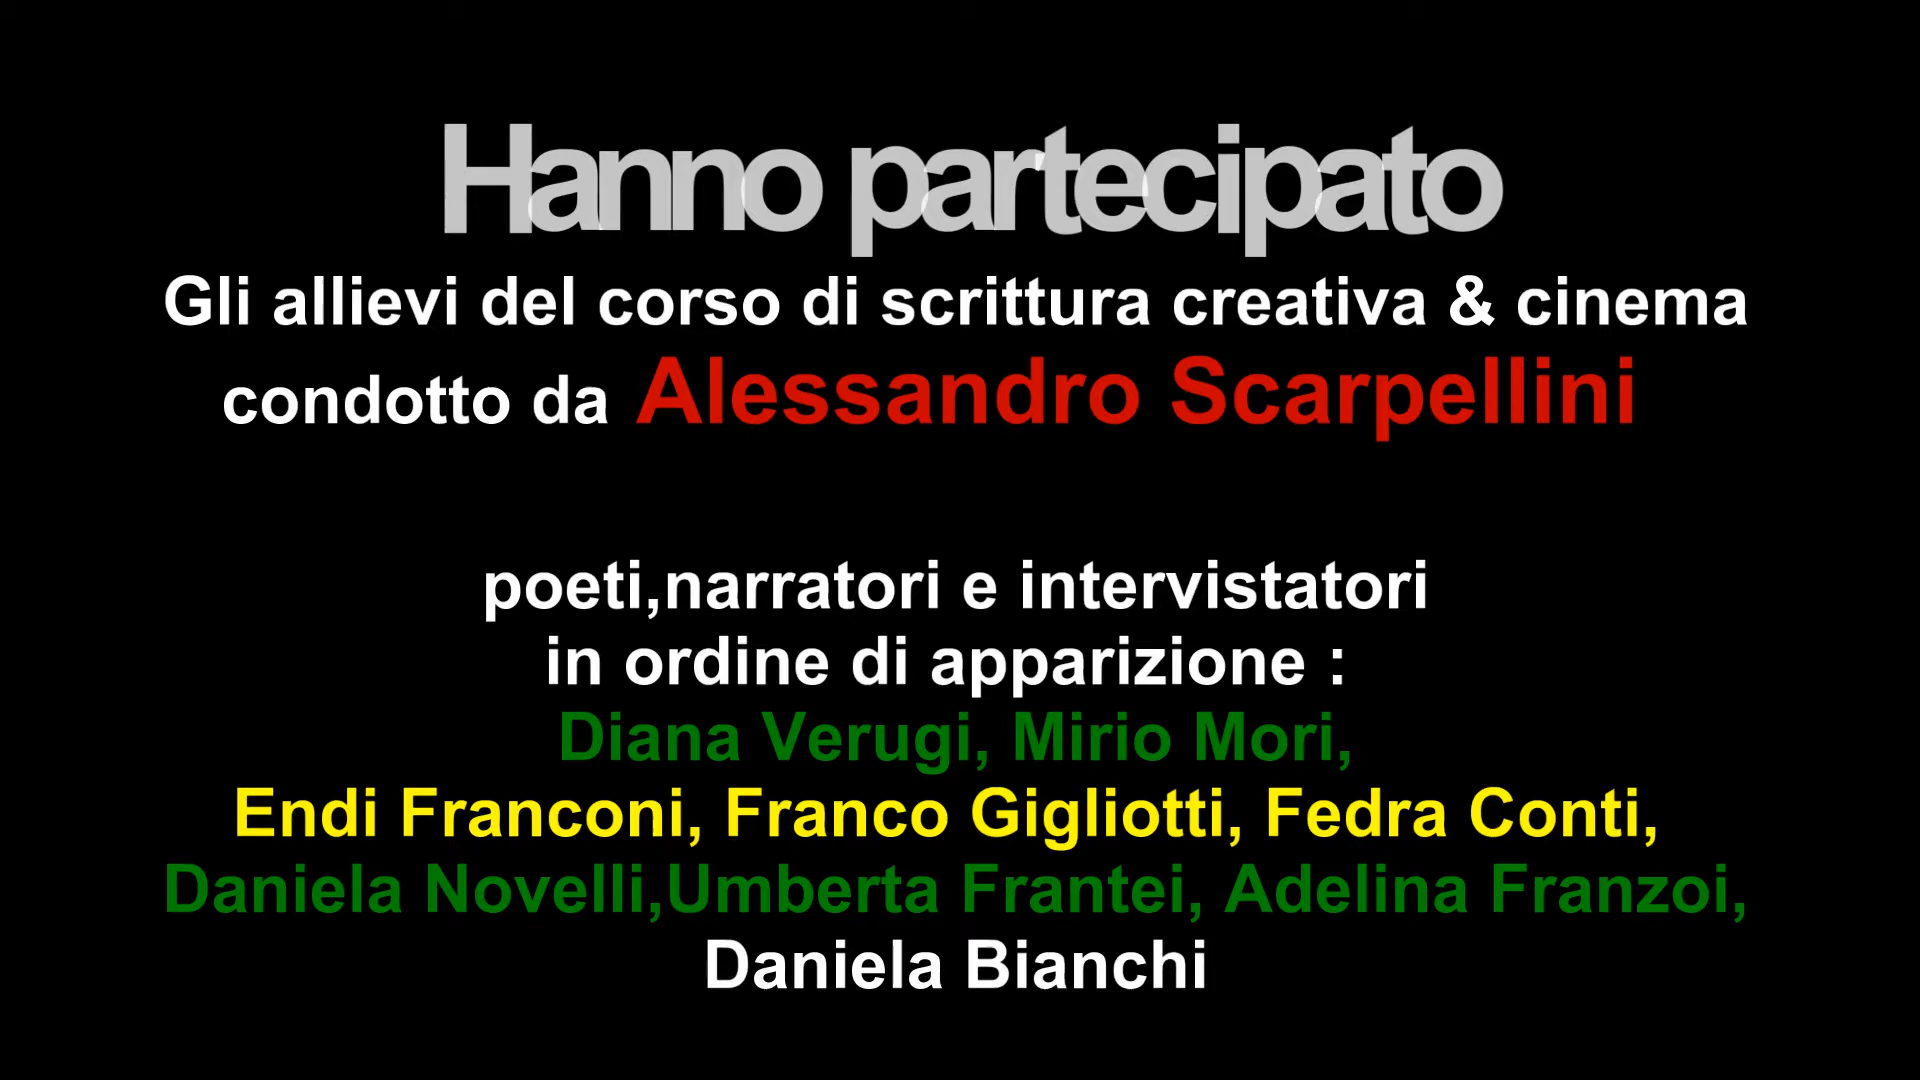 Hanno partecipato
Gli allievi del corso di scrittura creativa & cinema
condotto da Alessandro Scarpellini
poeti,narratori e intervistatori
in ordine di apparizione :
Diana Verugi, Mirio Mori,
Endi Franconi, Franco Gigliotti, Fedra Conti,
Daniela Novelli,Umberta Frantei, Adelina Franzoi,
Daniela Bianchi